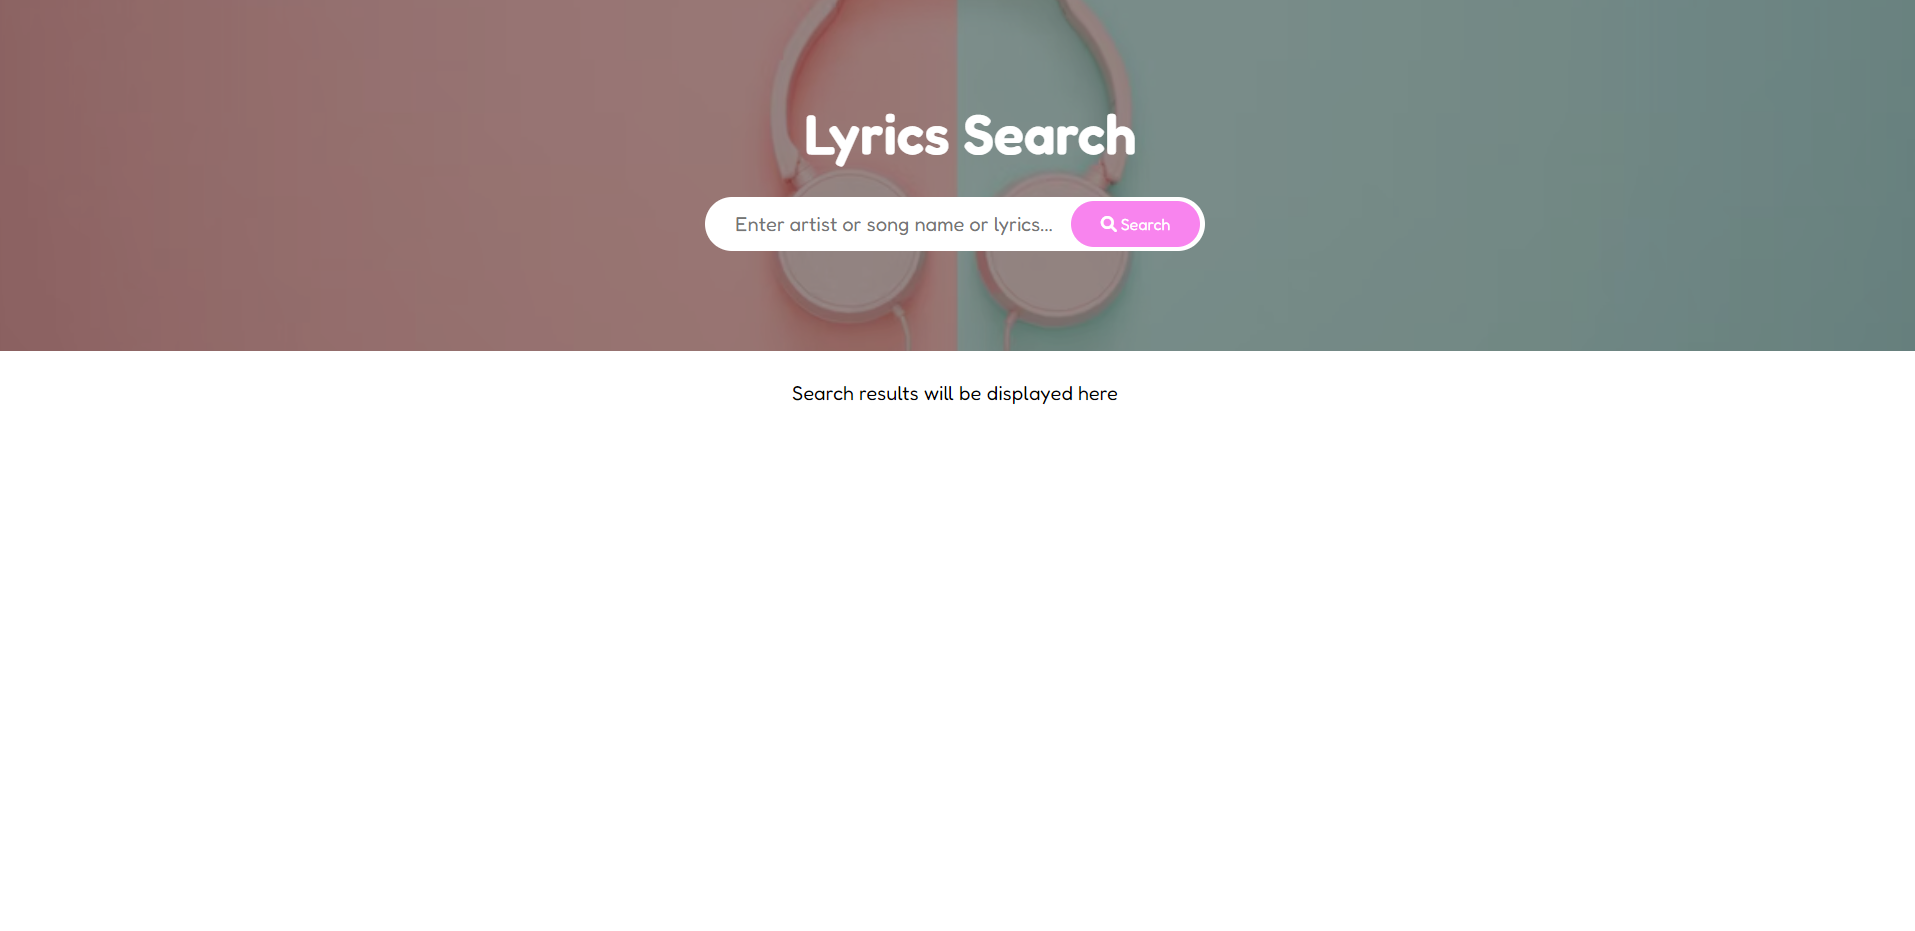 Lyrics Search
Enter artist or song name or lyrics...
Search
Search results will be displayed here